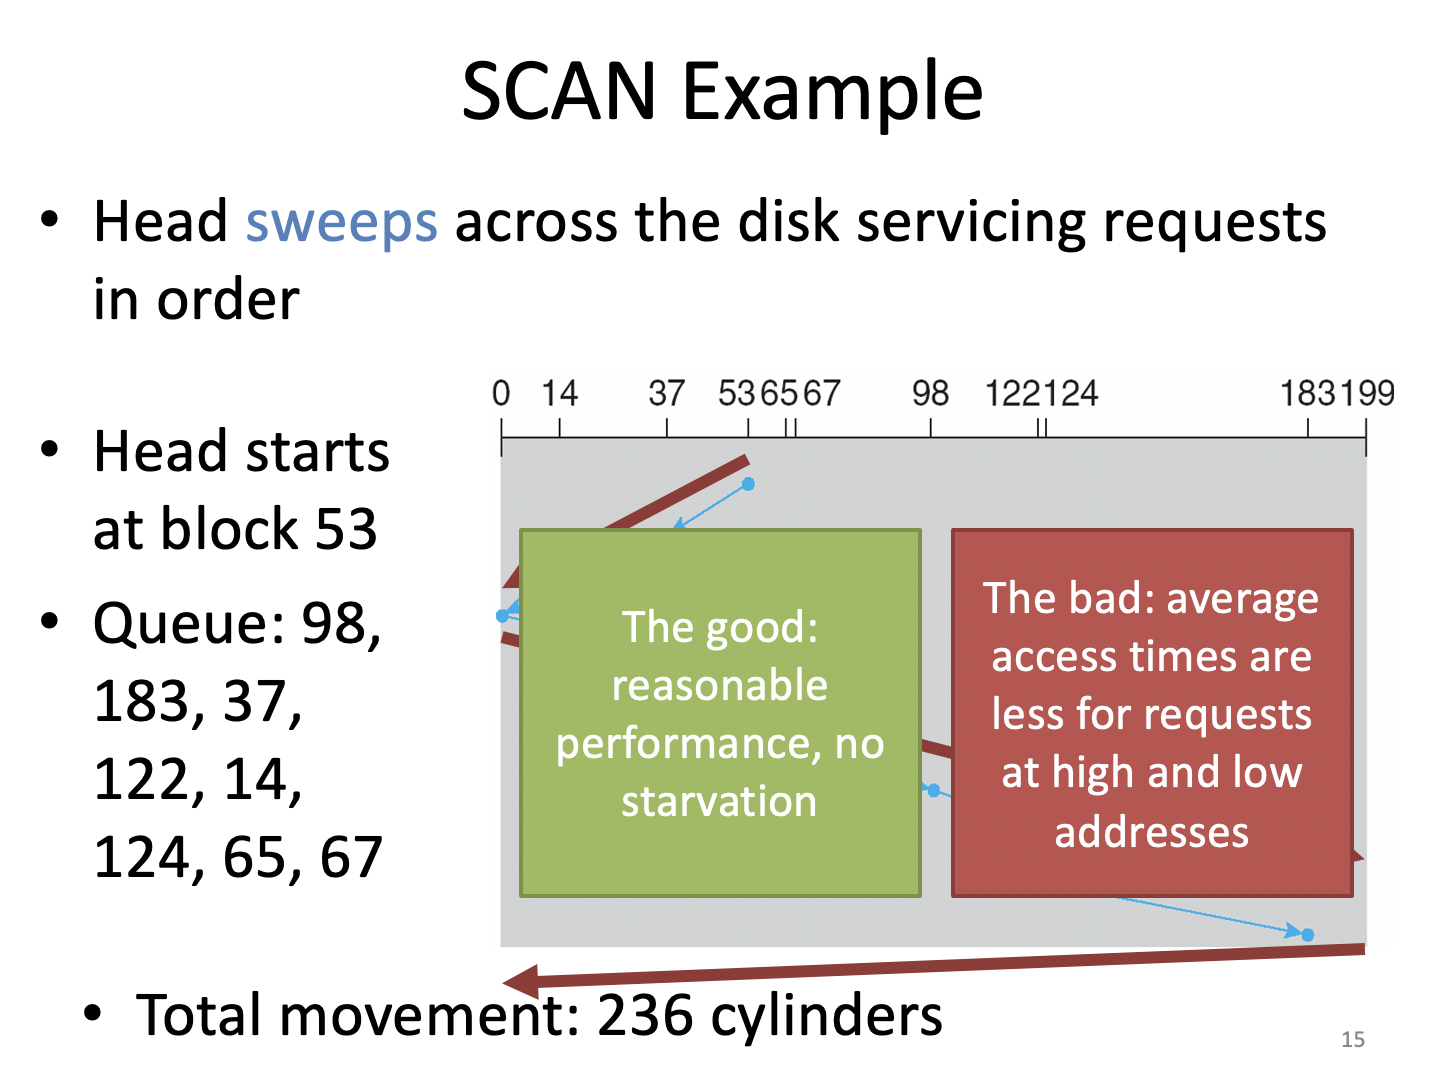 SCAN Example
• Head sweeps across the disk servicing requests
in order
0 14 37 53 65 67 98 122 124 183 199
• Head starts
at block 53
• Queue: 98,
183, 37,
122, 14,
124, 65, 67
The good:
reasonable
performance, no
starvation
The bad: average
access times are
less for requests
at high and low
addresses
• Total movement: 236 cylinders
15